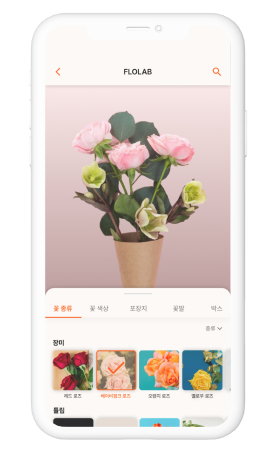 FLOLAB
꽃 종류 꽃 색상 포장지 꽃말 박스
종류
장미
레드 로즈 베이비핑크 로즈 오렌지 로즈 옐로우 로즈
튤립